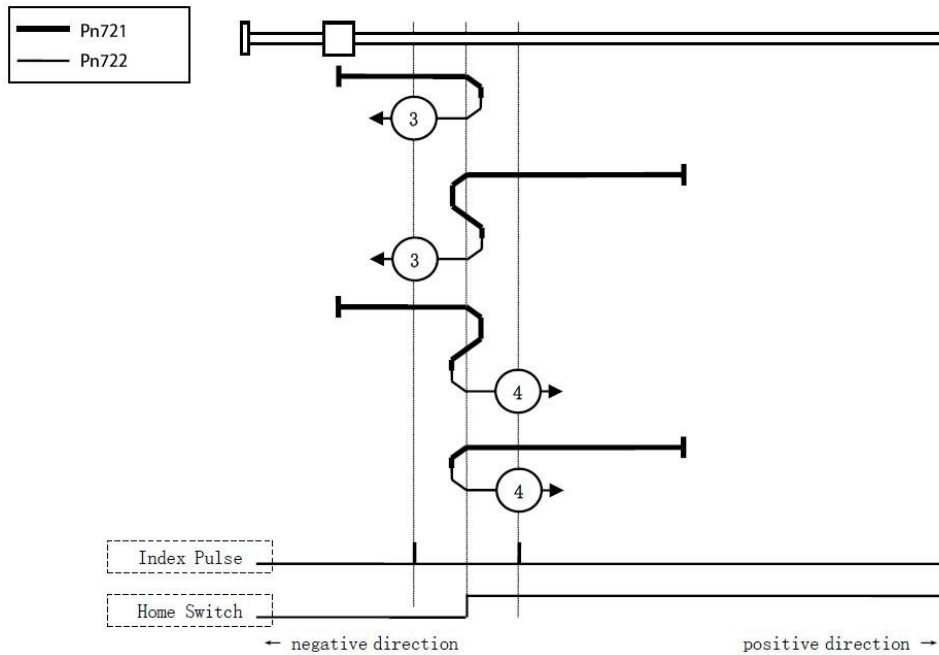 Pn721
Pn722
3
3
4
4
Index Pulse
Home Switch
← negative direction
positive direction →